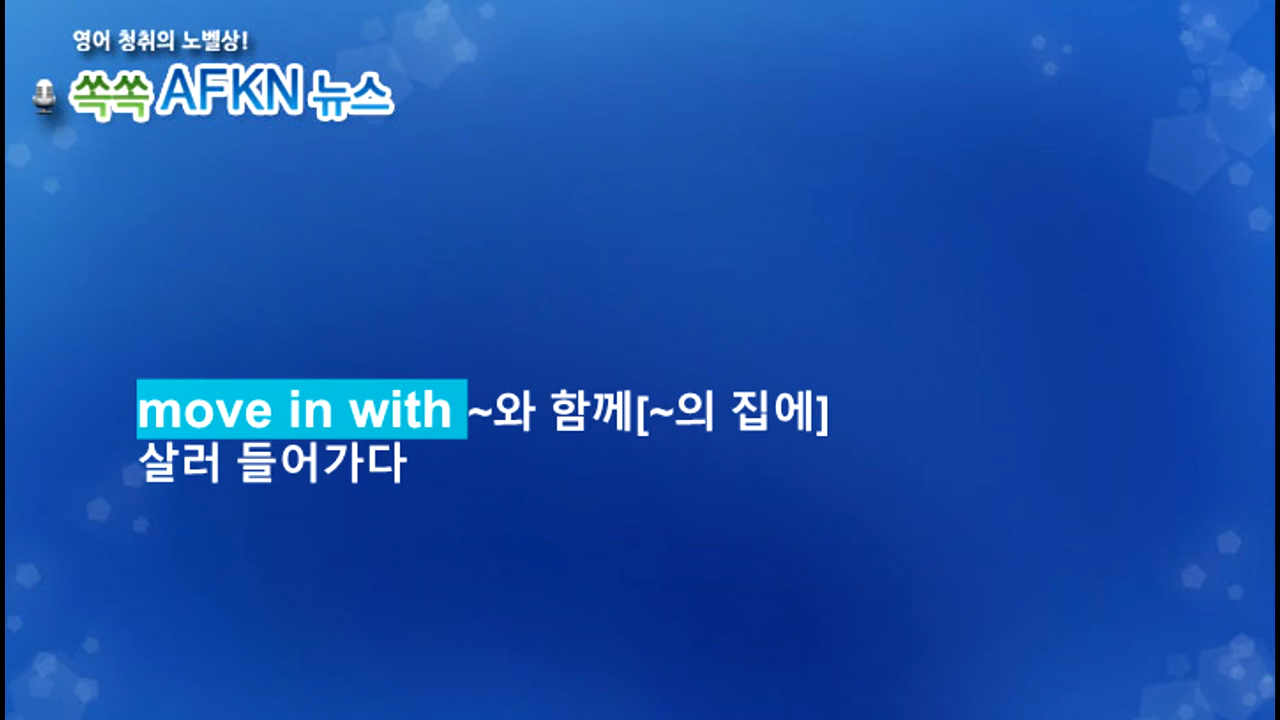 영어 청취의 노벨상!
쏙쏙 AFKN 뉴스
move in with ~와 함께[~의 집에]
살러 들어가다